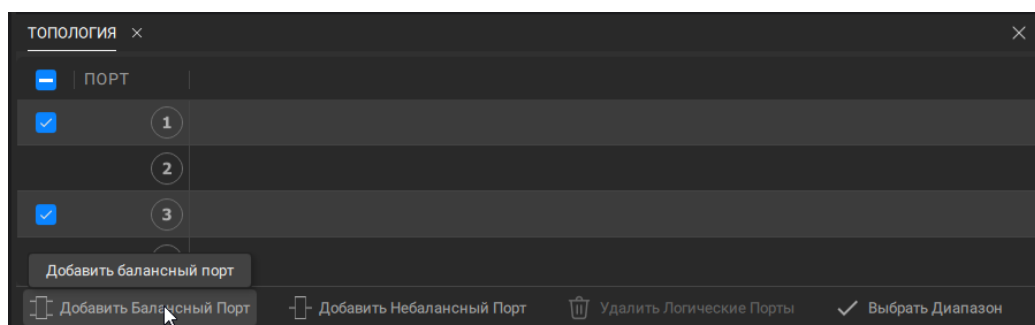 ТОПОЛОГИЯ
ПОРТ
1
2
3
Добавить балансный порт
Добавить Балансный Порт Добавить Небалансный Порт Удалить Логические Порты Выбрать Диапазон